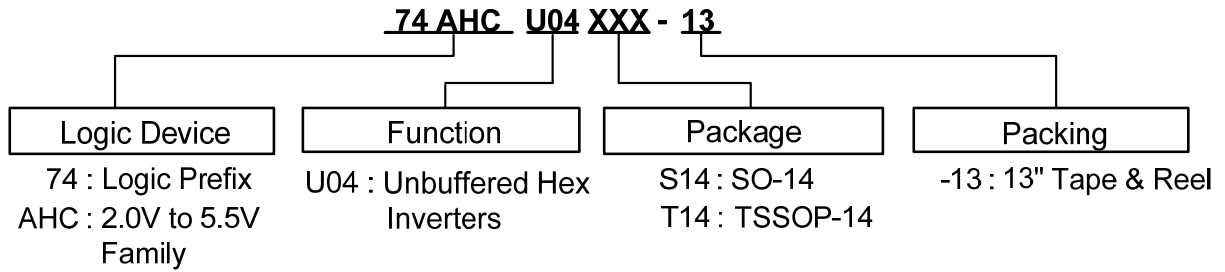 74 AHC U04 XXX - 13
Logic Device
Function
Package
Packing
74 : Logic Prefix
AHC : 2.0V to 5.5V
Family
U04 : Unbuffered Hex
Inverters
S14 : SO-14
T14 : TSSOP-14
-13 : 13" Tape & Reel